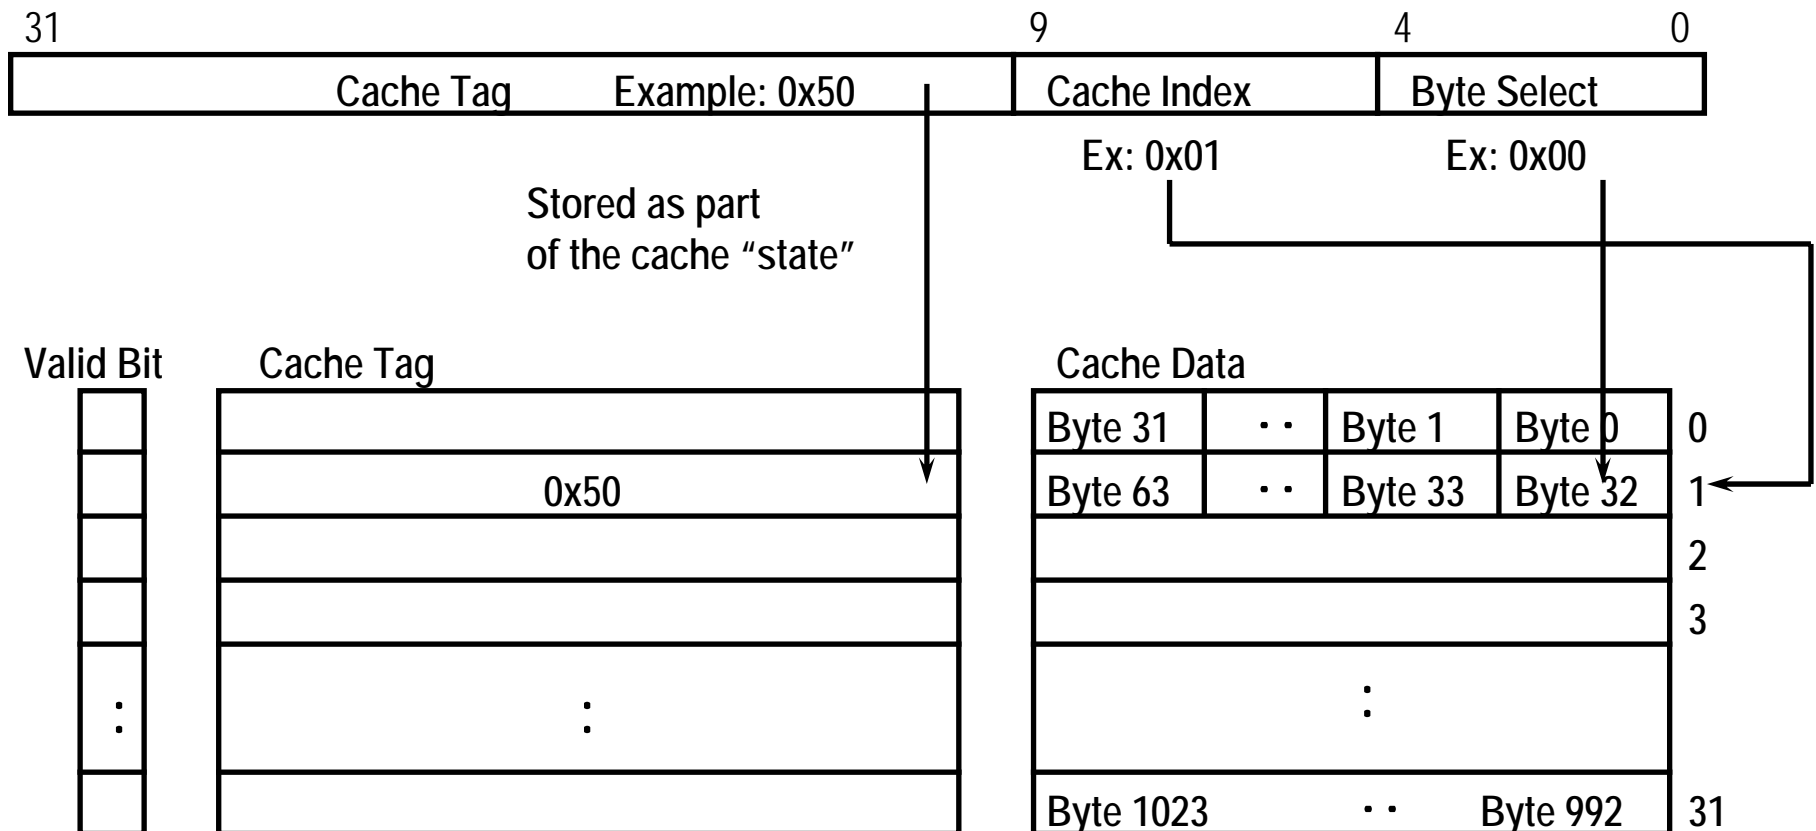 31 9 4 0
Cache Tag Example: 0x50 Cache Index Byte Select
Ex: 0x01 Ex: 0x00
Stored as part
of the cache “state”
Valid Bit Cache Tag Cache Data
Byte 31 · · Byte 1 Byte 0 0
0x50 Byte 63 · · Byte 33 Byte 32 1
2
3
: : :
Byte 1023 · · Byte 992 31